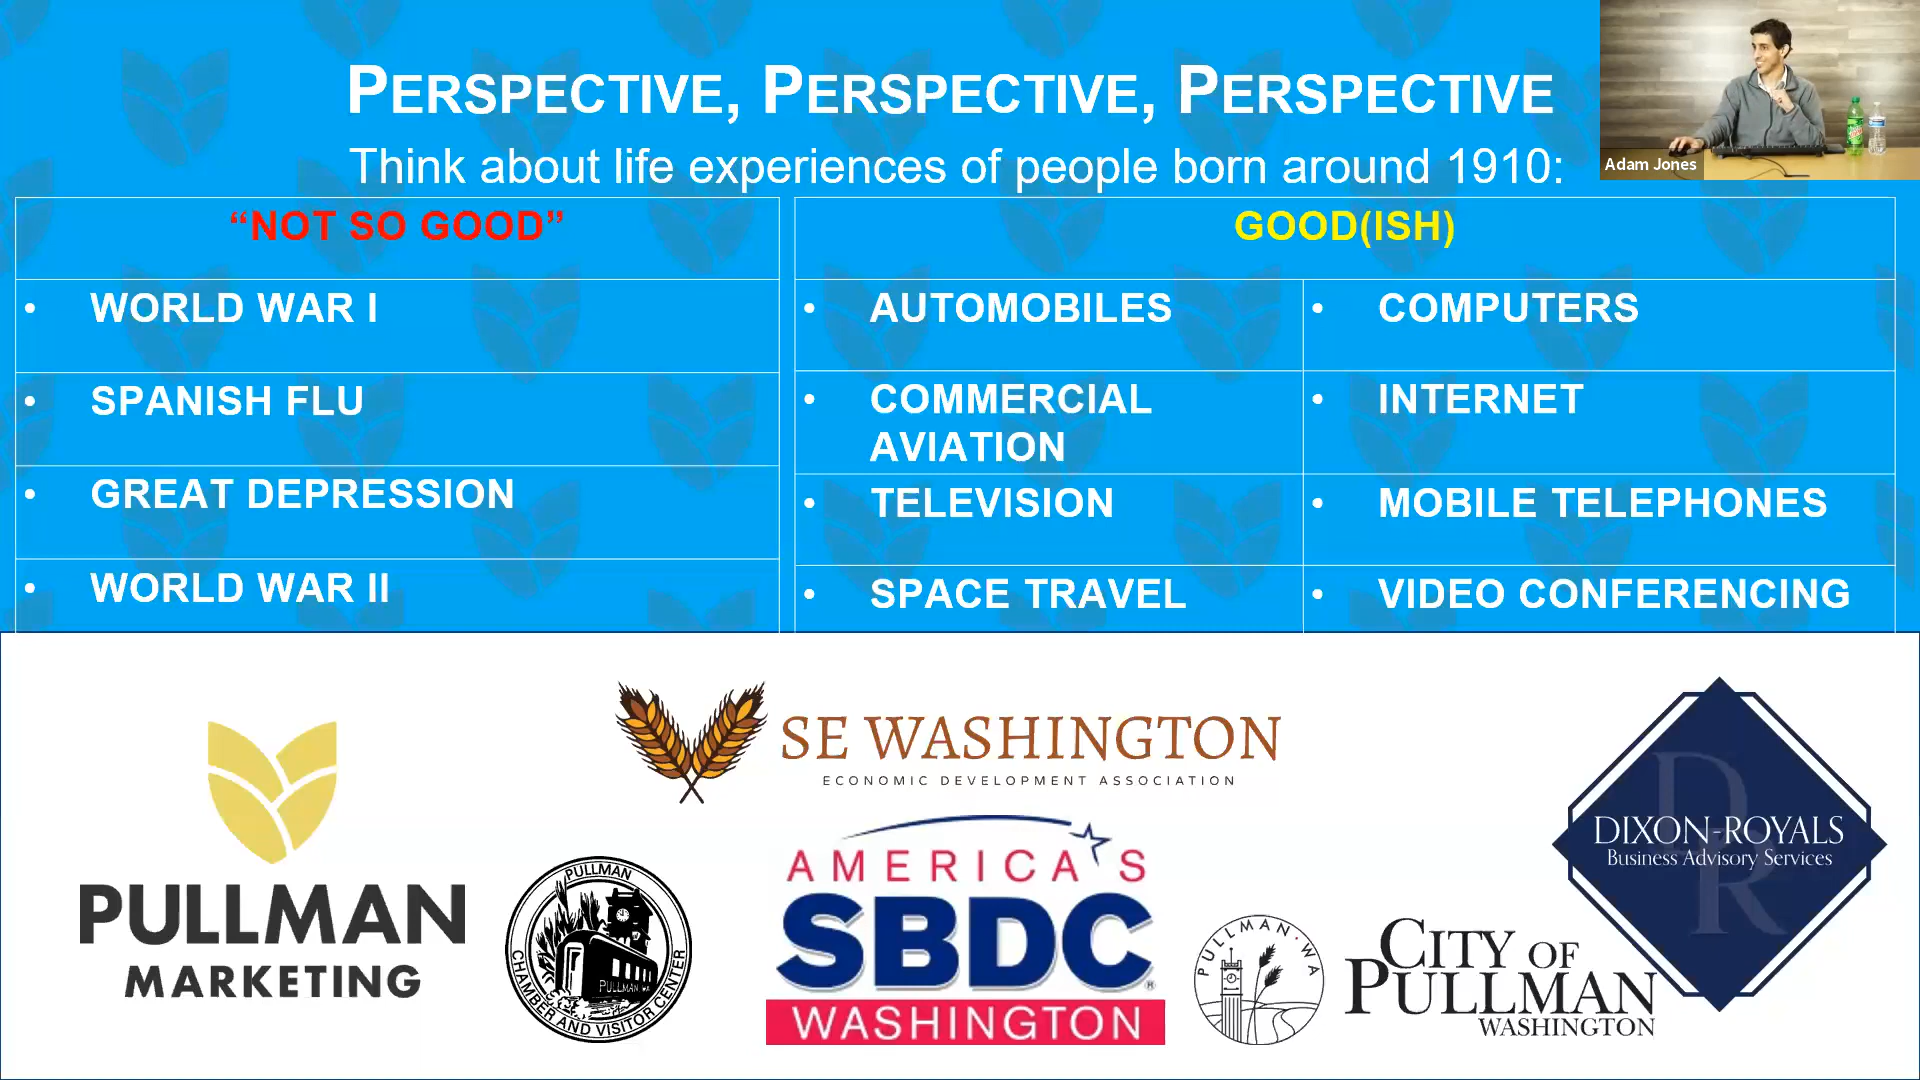 PERSPECTIVE, PERSPECTIVE, PERSPECTIVE
Think about life experiences of people born around 1910:
Adam Jones
“NOT SO GOOD”
• WORLD WAR I
• SPANISH FLU
• GREAT DEPRESSION
• WORLD WAR II
GOOD(ISH)
• AUTOMOBILES
• COMMERCIAL
AVIATION
• TELEVISION
• SPACE TRAVEL
• COMPUTERS
• INTERNET
• MOBILE TELEPHONES
• VIDEO CONFERENCING
PULLMAN
MARKETING
SE WASHINGTON
ECONOMIC DEVELOPMENT ASSOCIATION
PULLMAN
PULLMAN WA
CHAMBER AND VISITOR CENTER
AMERICA'S
SBDC®
WASHINGTON
PULLMAN·WA
CITY OF
PULLMAN
WASHINGTON
DR
DIXON-ROYALS
Business Advisory Services